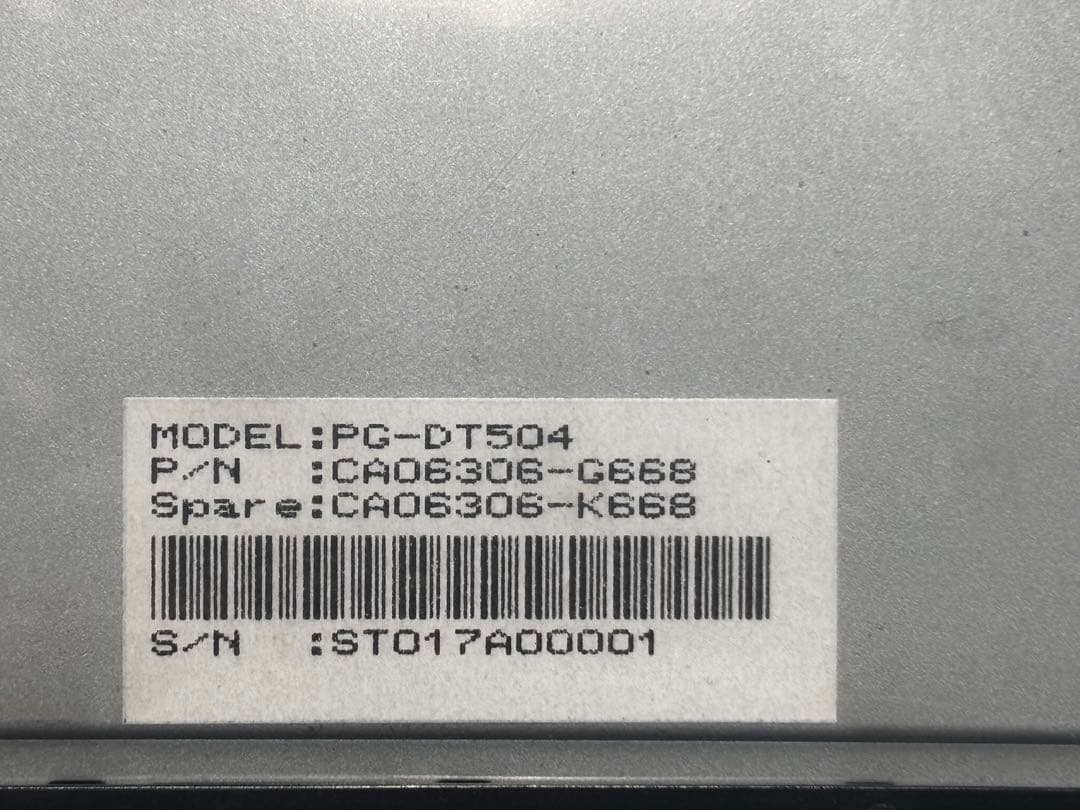 MODEL:PG-DT504
P/N :CA06306-G668
Spare:CA06306-K668
S/N :ST017A00001